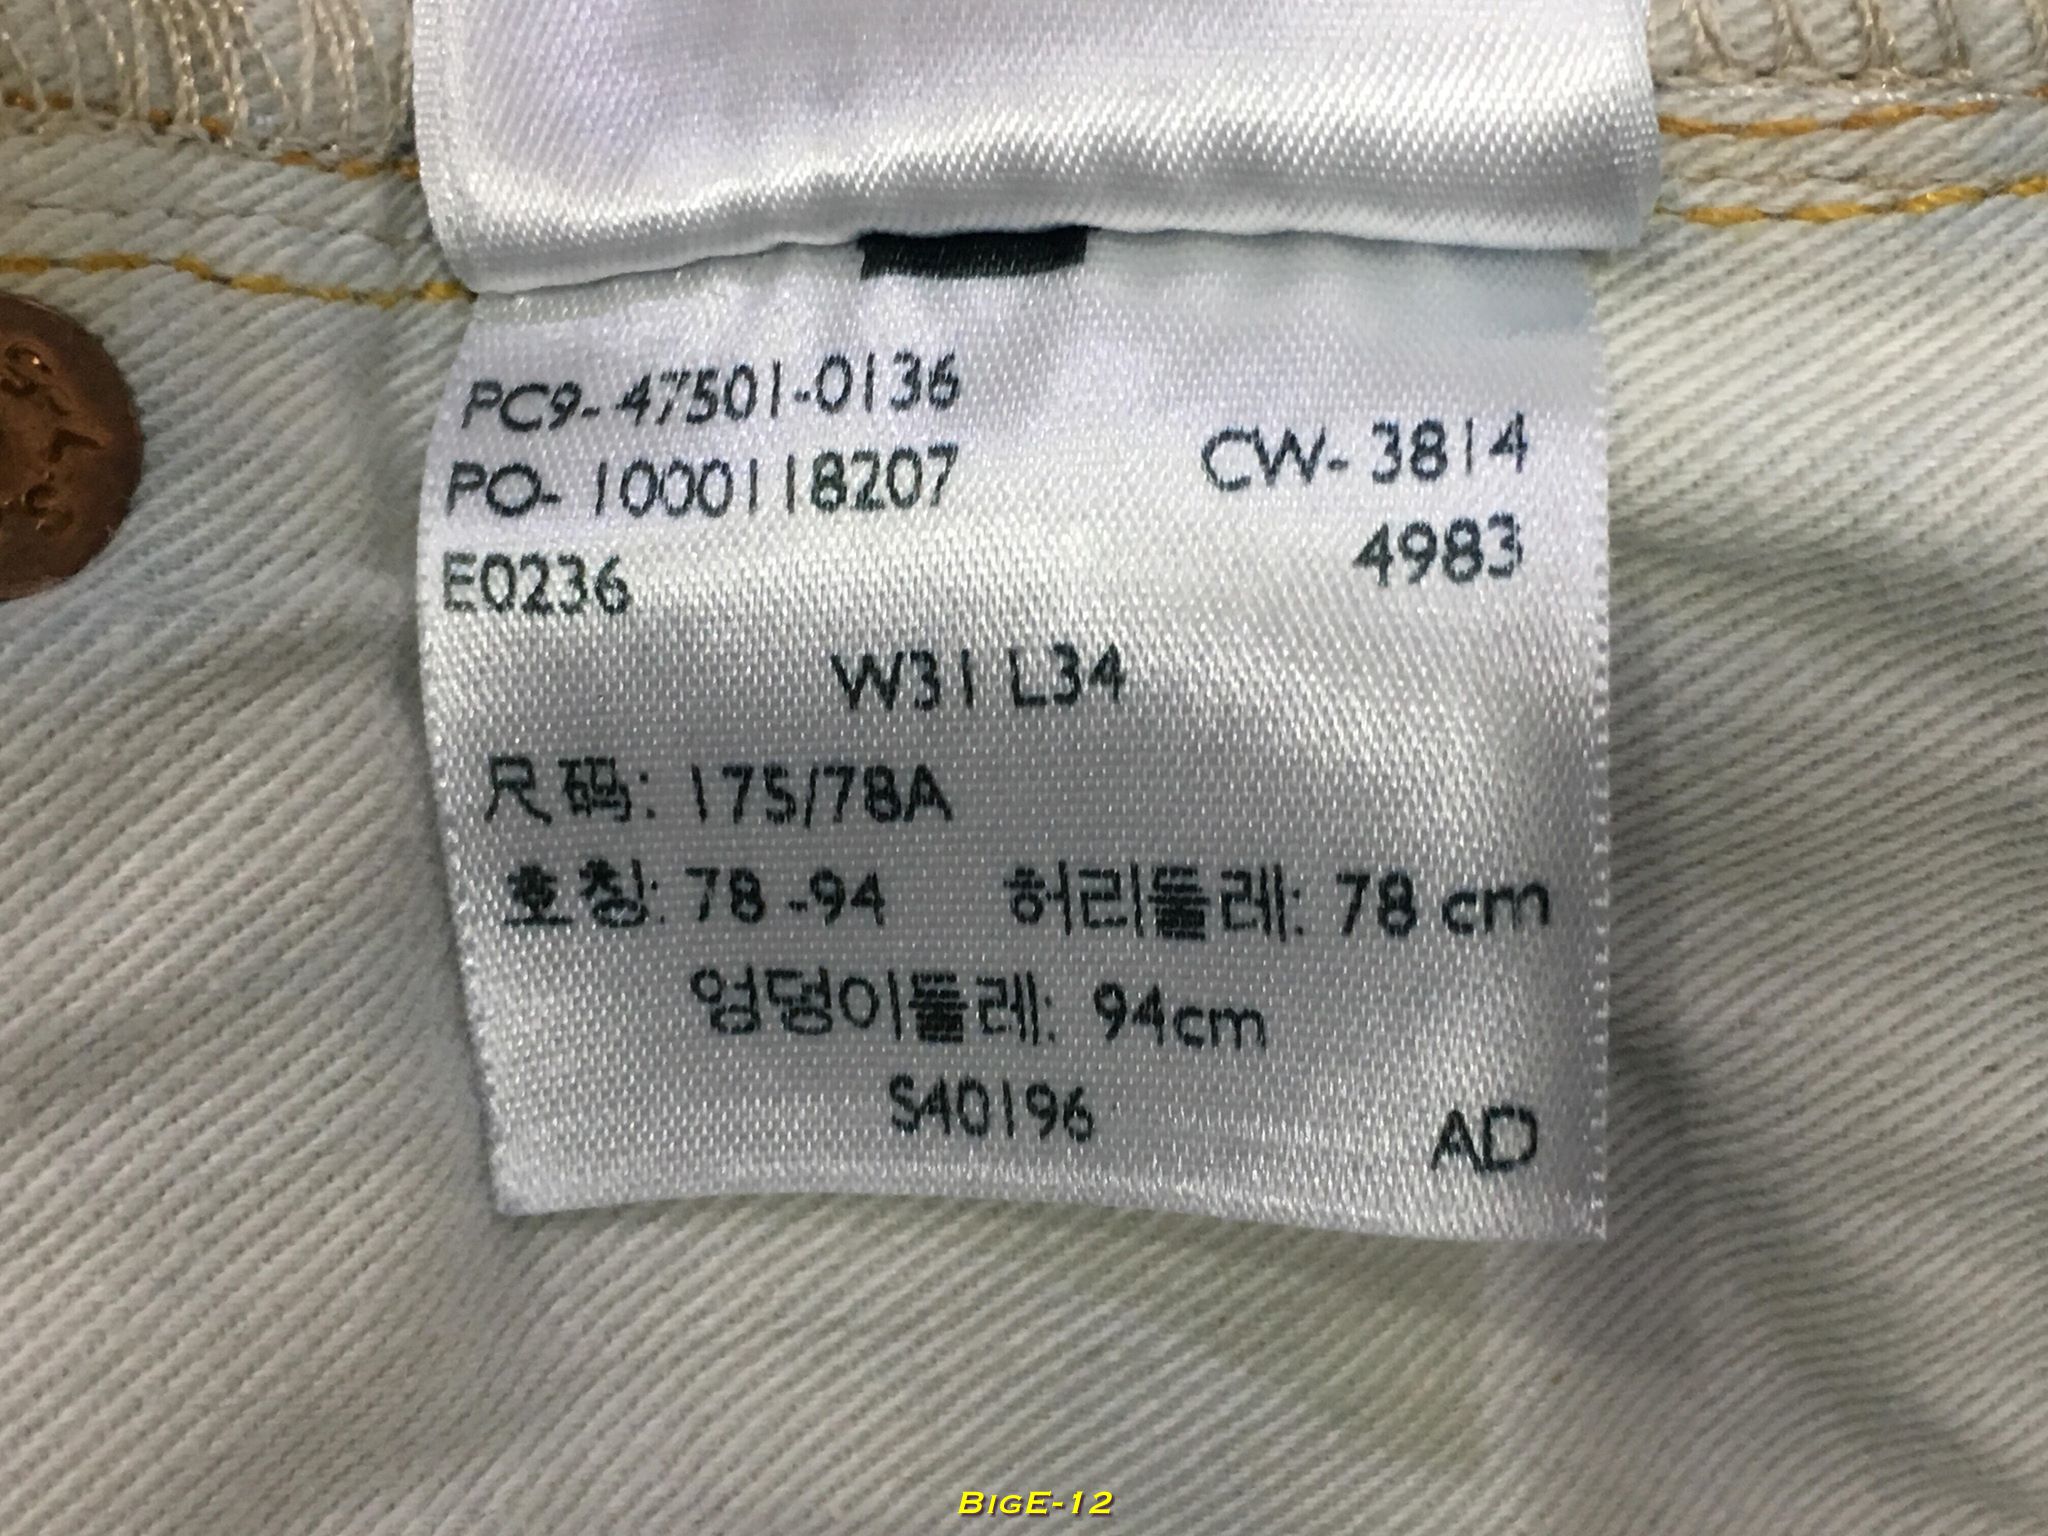 PC9-47501-0136
PO-1000118207
CW-3814
E0236
4983
W31 L34
尺码: 175/78A
호칭: 78-94 허리둘레: 78 cm
엉덩이둘레: 94cm
S40196
AD
BIGE-12